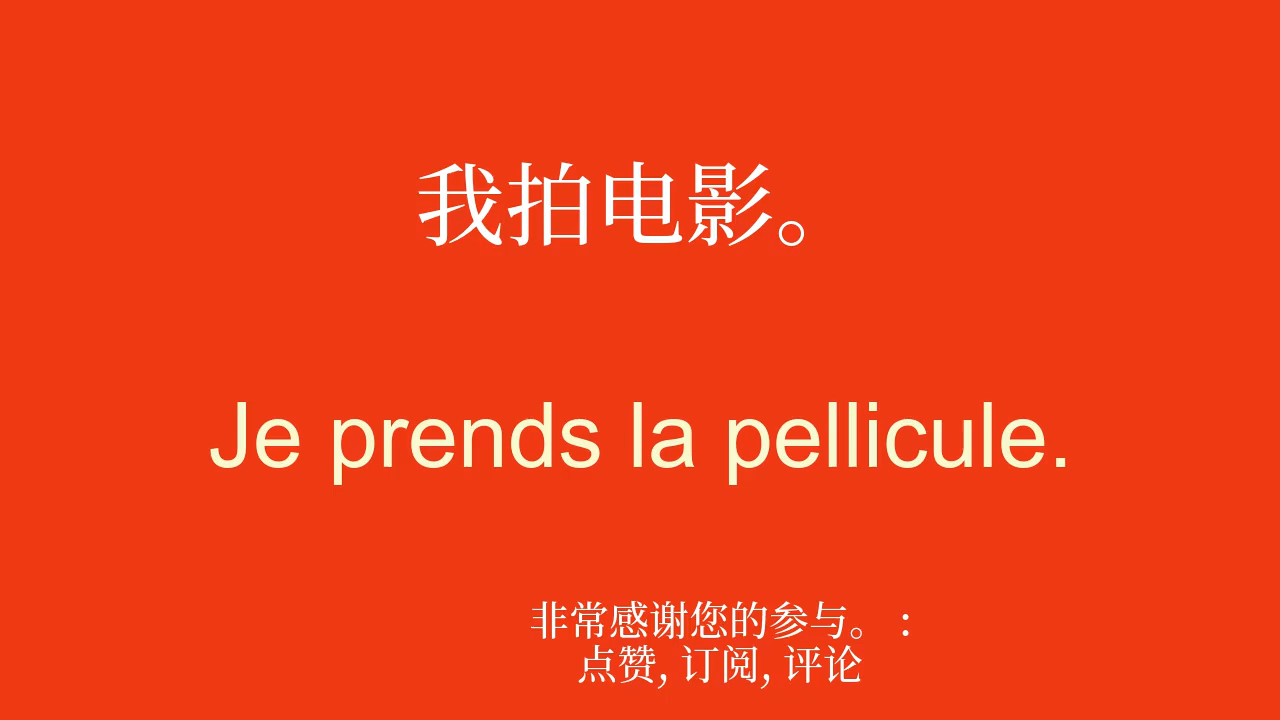 我拍电影。
Je prends la pellicule.
非常感谢您的参与。 :
点赞, 订阅, 评论